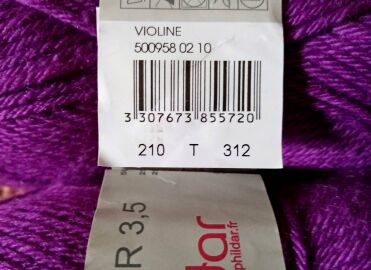 VIOLINE
500958 02 10
3 307673 855720
210 T 312
R 3,5
dar
phildar.fr